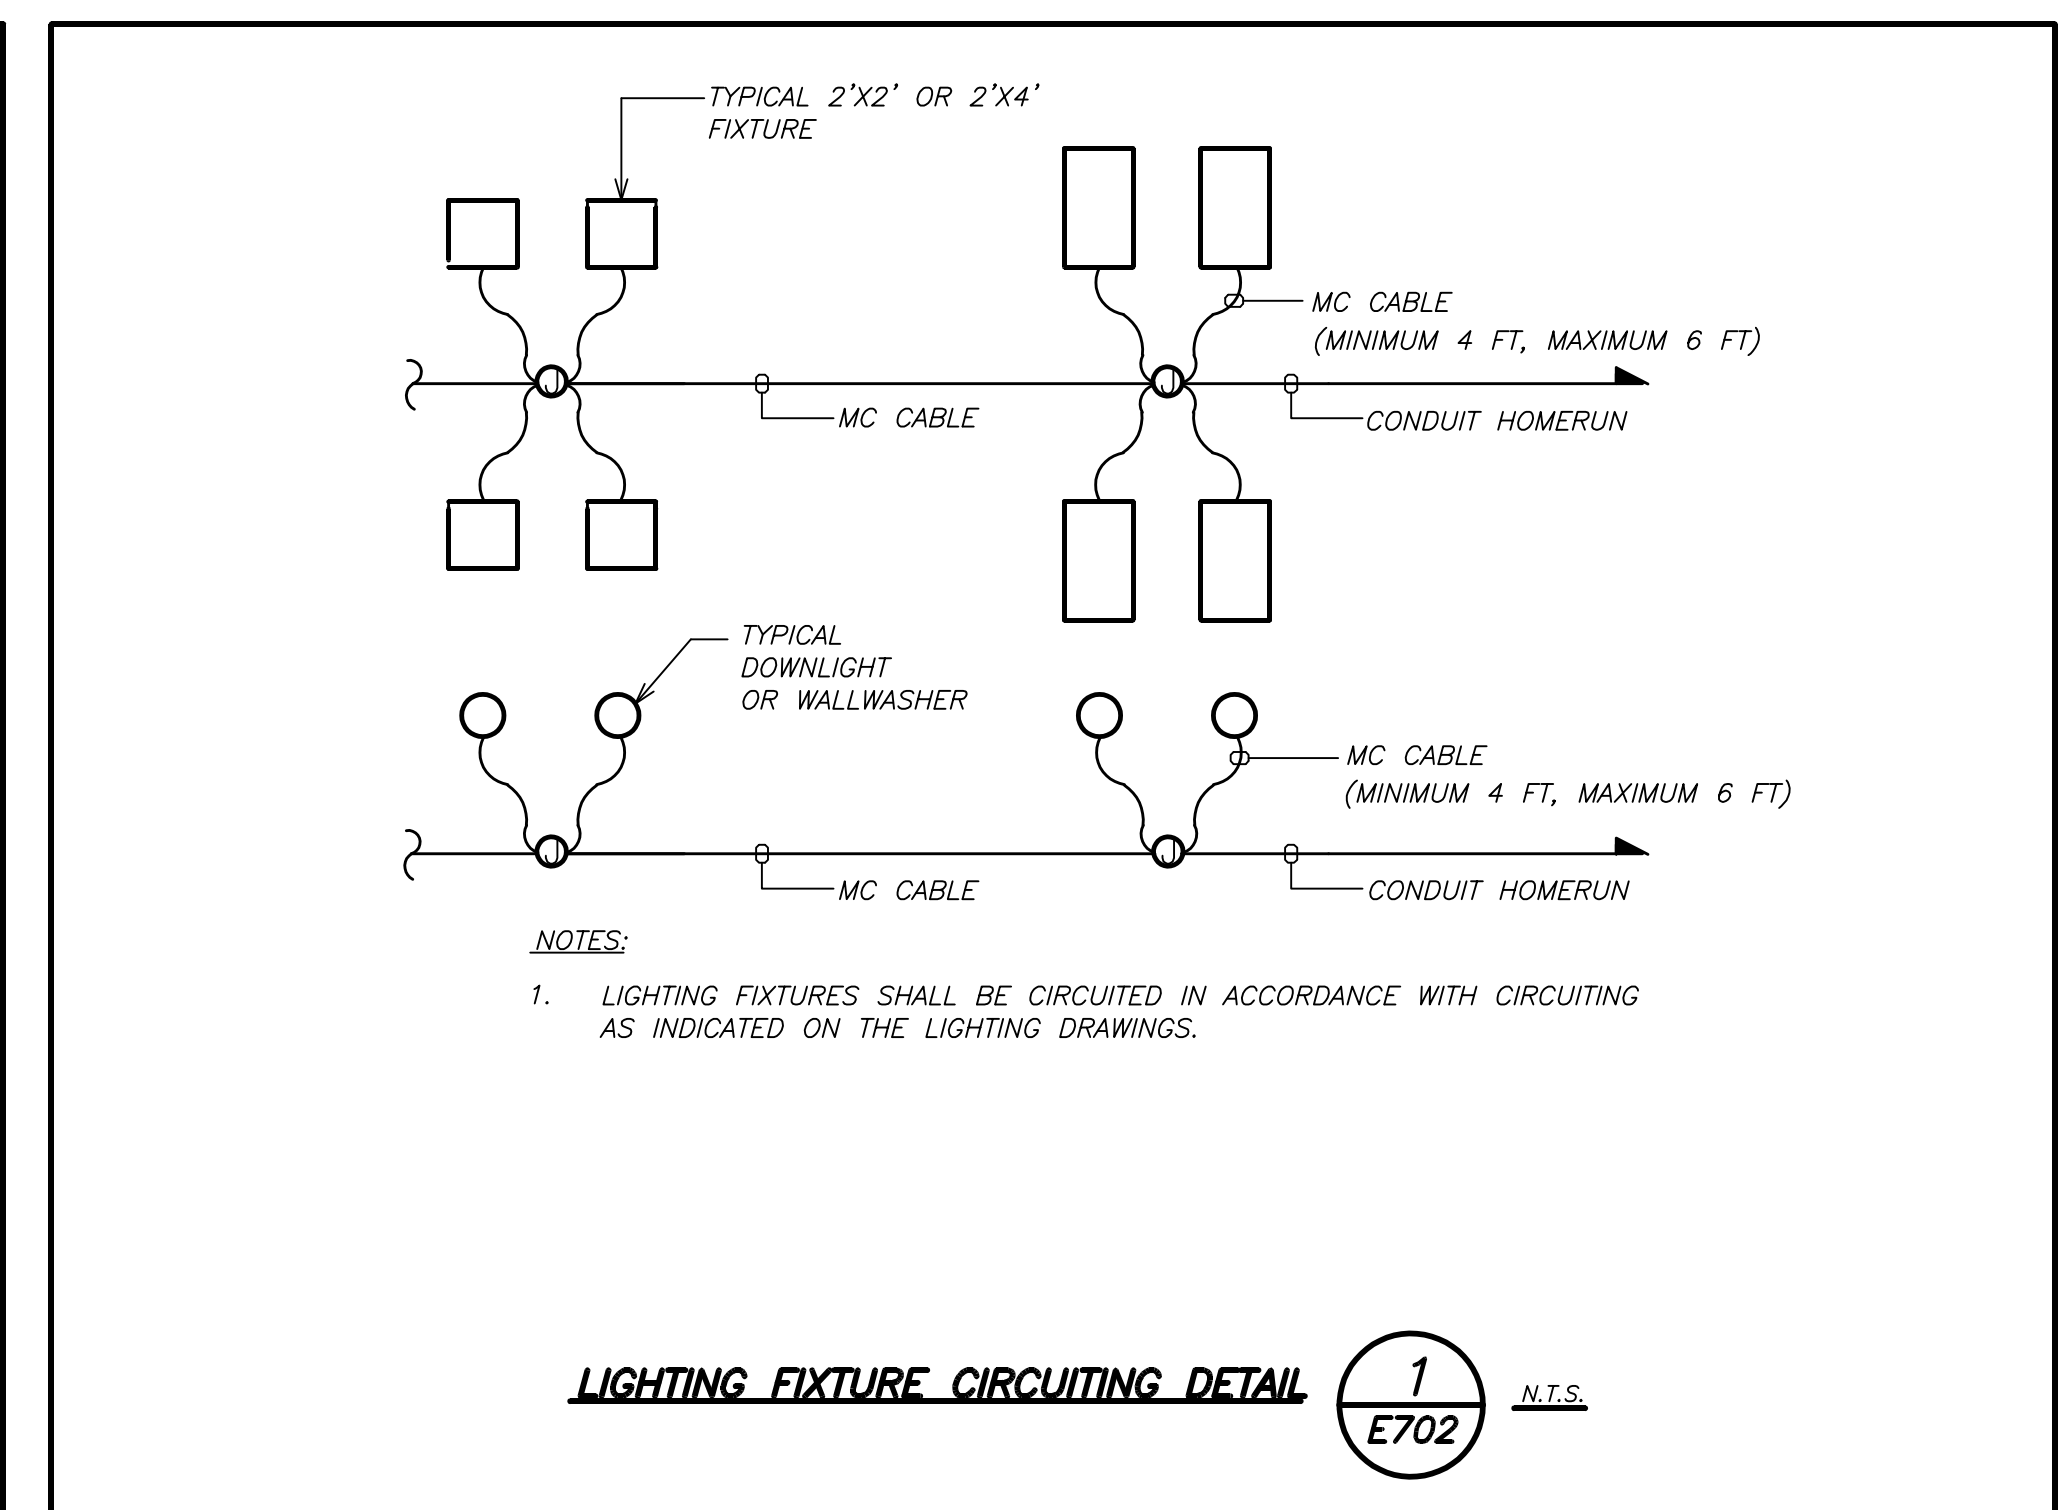 TYPICAL 2'X2' OR 2'X4'
FIXTURE
MC CABLE
(MINIMUM 4 FT, MAXIMUM 6 FT)
J
J
MC CABLE
CONDUIT HOMERUN
TYPICAL
DOWNLIGHT
OR WALLWASHER
MC CABLE
(MINIMUM 4 FT, MAXIMUM 6 FT)
J
J
MC CABLE
CONDUIT HOMERUN
NOTES:
1. LIGHTING FIXTURES SHALL BE CIRCUITED IN ACCORDANCE WITH CIRCUITING
AS INDICATED ON THE LIGHTING DRAWINGS.
LIGHTING FIXTURE CIRCUITING DETAIL
1
E702
N.T.S.